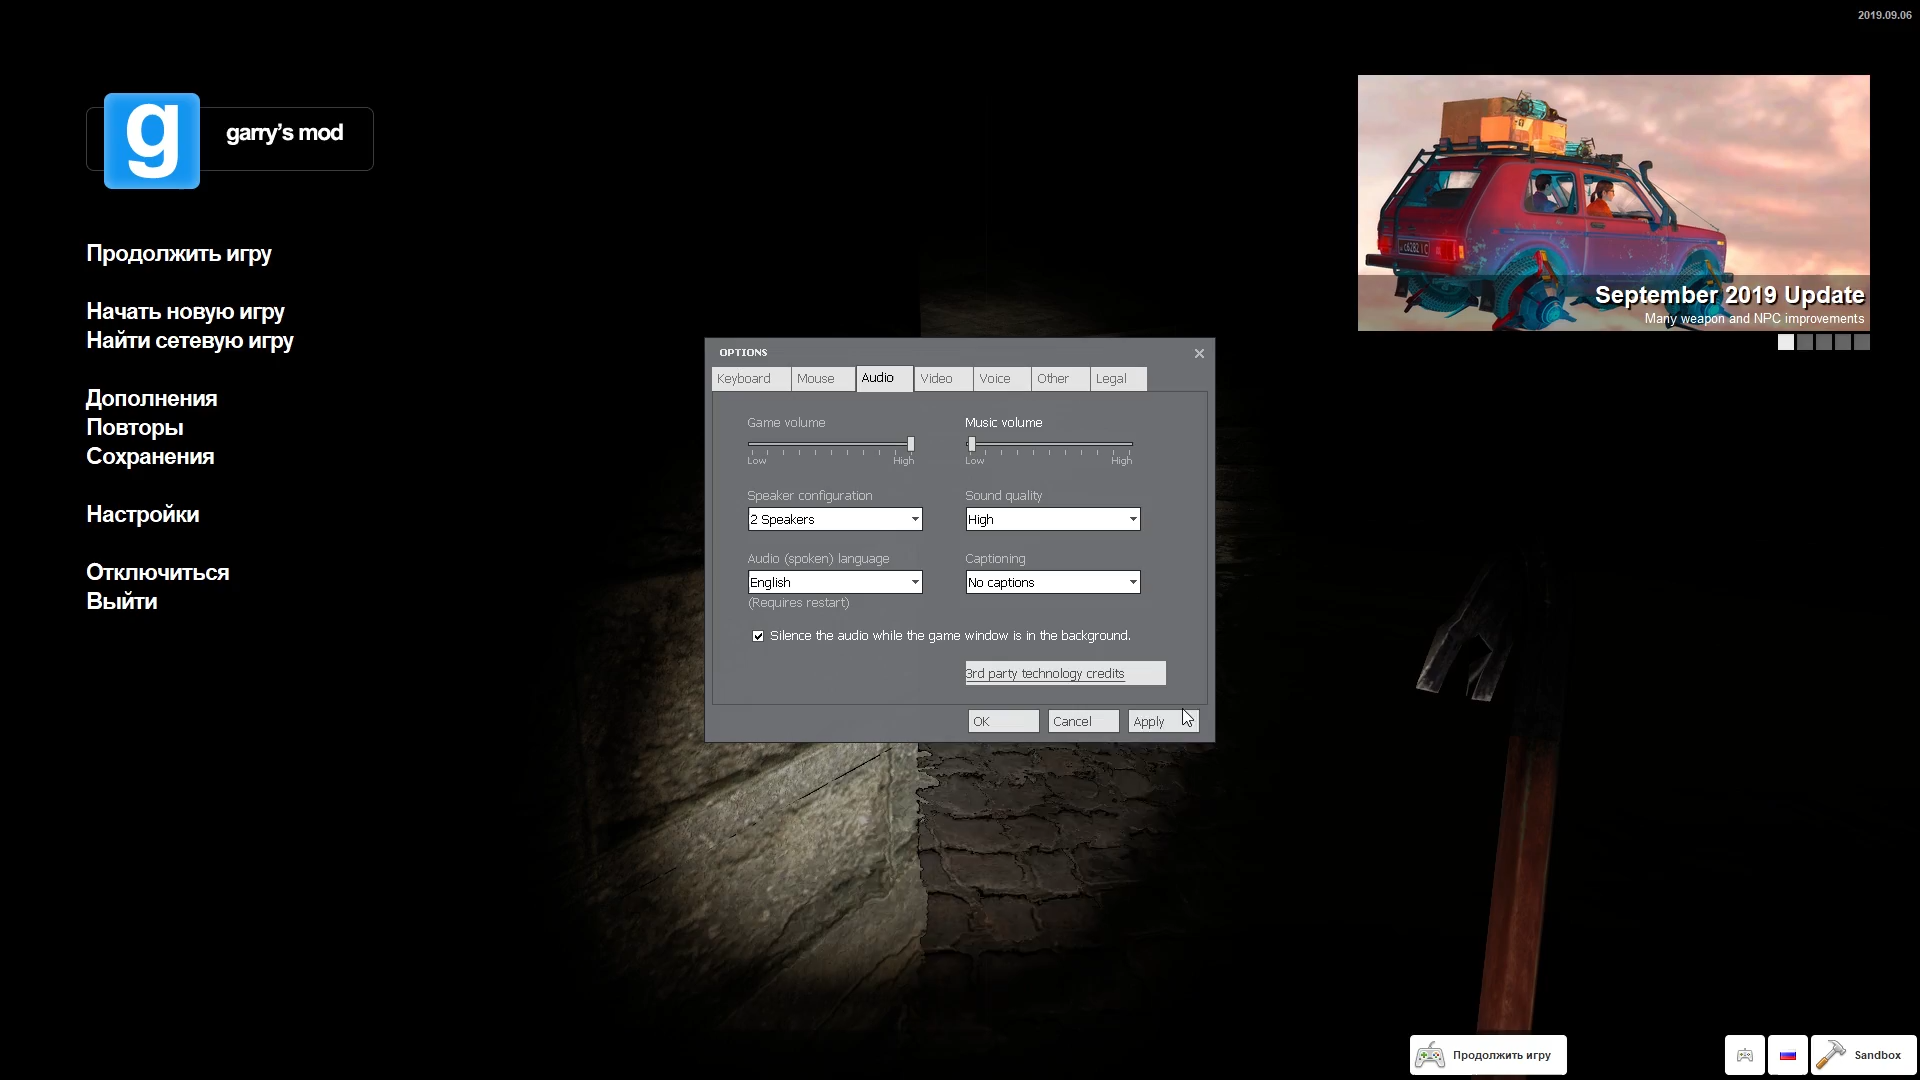 2019.09.06
g
garry's mod
Продолжить игру
Начать новую игру
Найти сетевую игру
Дополнения
Повторы
Сохранения
Настройки
Отключиться
Выйти
September 2019 Update
Many weapon and NPC improvements
OPTIONS
Keyboard Mouse Audio Video Voice Other Legal
Game volume Music volume
Low High Low High
Speaker configuration Sound quality
2 Speakers High
Audio (spoken) language Captioning
English No captions
(Requires restart)
Silence the audio while the game window is in the background.
3rd party technology credits
OK Cancel Apply
Продолжить игру
Sandbox